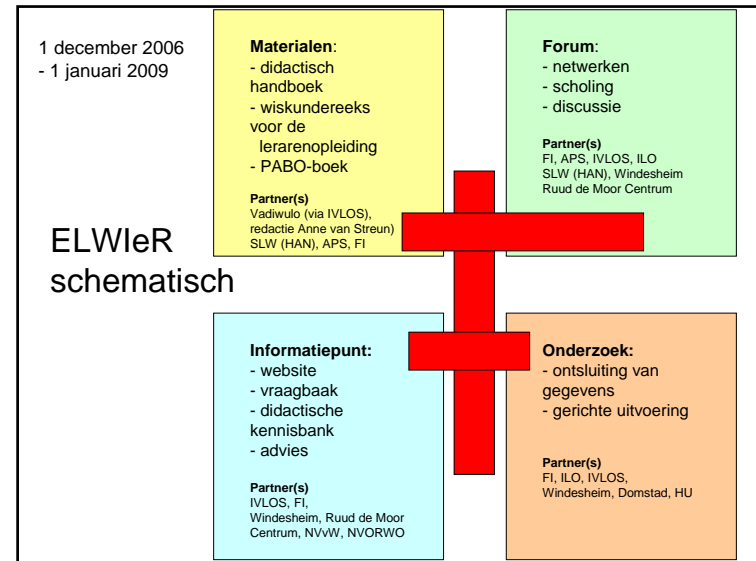 1 december 2006
- 1 januari 2009
ELWIeR
schematisch
Materialen:
- didactisch
handboek
- wiskundereeks
voor de
lerarenopleiding
- PABO-boek
Partner(s)
Vadiwulo (via IVLOS),
redactie Anne van Streun)
SLW (HAN), APS, FI
Forum:
- netwerken
- scholing
- discussie
Partner(s)
FI, APS, IVLOS, ILO
SLW (HAN), Windesheim
Ruud de Moor Centrum
Informatiepunt:
- website
- vraagbaak
- didactische
kennisbank
- advies
Partner(s)
IVLOS, FI,
Windesheim, Ruud de Moor
Centrum, NVvW, NVORWO
Onderzoek:
- ontsluiting van
gegevens
- gerichte uitvoering
Partner(s)
FI, ILO, IVLOS,
Windesheim, Domstad, HU